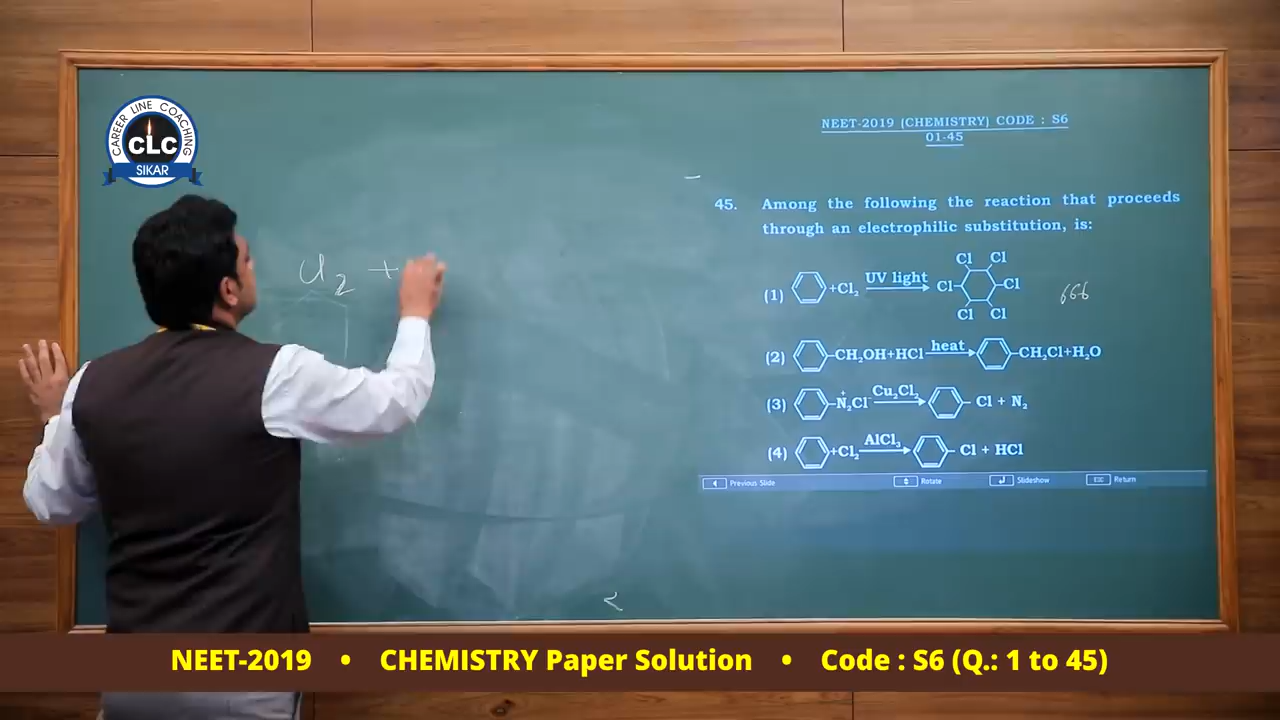 CAREER LINE COACHING
CLC
SIKAR
Cl2 +
NEET-2019 (CHEMISTRY) CODE : S6
01-45
45. Among the following the reaction that proceeds
through an electrophilic substitution, is:
(1) +Cl₂ UV light Cl Cl Cl Cl Cl Cl 666
(2) CH₂OH+HCl heat CH₂Cl+H₂O
(3) N₂⁺Cl⁻ Cu₂Cl₂ Cl + N₂
(4) +Cl₂ AlCl₃ Cl + HCl
Previous Slide Rotate Slideshow ESC Return
NEET-2019 • CHEMISTRY Paper Solution • Code : S6 (Q.: 1 to 45)